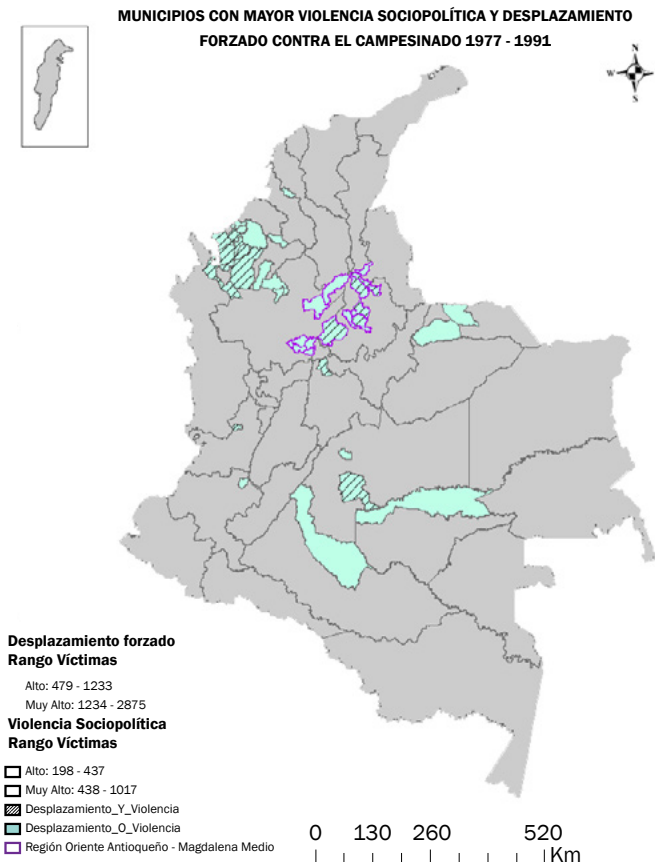 MUNICIPIOS CON MAYOR VIOLENCIA SOCIOPOLÍTICA Y DESPLAZAMIENTO
FORZADO CONTRA EL CAMPESINADO 1977 - 1991
N
W
S
Desplazamiento forzado
Rango Víctimas
Alto: 479 - 1233
Muy Alto: 1234 - 2875
Violencia Sociopolítica
Rango Víctimas
Alto: 198 - 437
Muy Alto: 438 - 1017
Desplazamiento_Y_Violencia
Desplazamiento_O_Violencia
Región Oriente Antioqueño - Magdalena Medio
0 130 260 520
Km